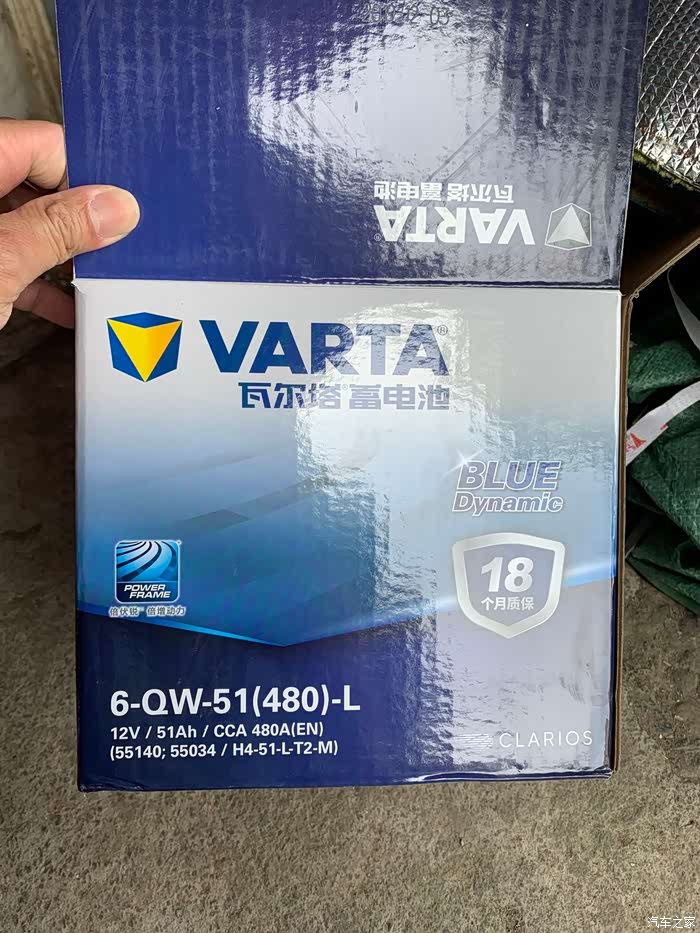 VARTA®
瓦尔塔 蓄电池
VARTA®
瓦尔塔® 蓄电池
BLUE
Dynamic
18
个月质保
POWER
FRAME
倍伏锐® 倍增动力
6-QW-51(480)-L
12V / 51Ah / CCA 480A(EN)
(55140; 55034 / H4-51-L-T2-M)
CLARIOS
汽车之家